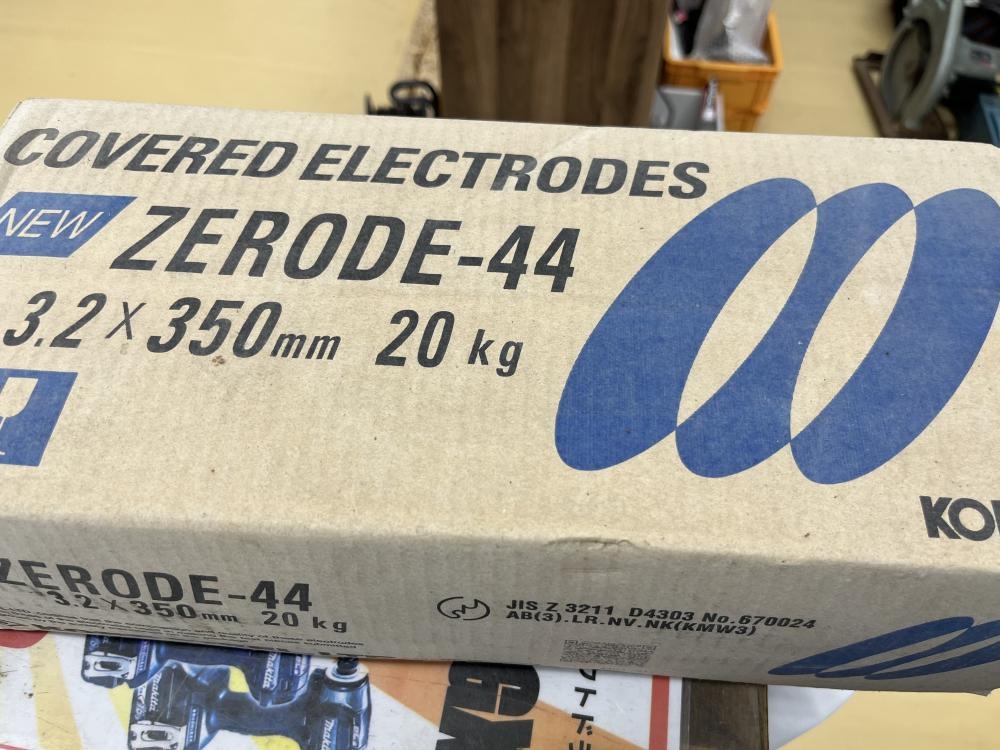 COVERED ELECTRODES
NEW ZERODE-44
3.2 X 350mm 20 kg
ZERODE-44
3.2 X 350mm 20 kg
JIS Z 3211 D4303 No.670024
AB(3).LR.NV.NK(KMW3)
makita